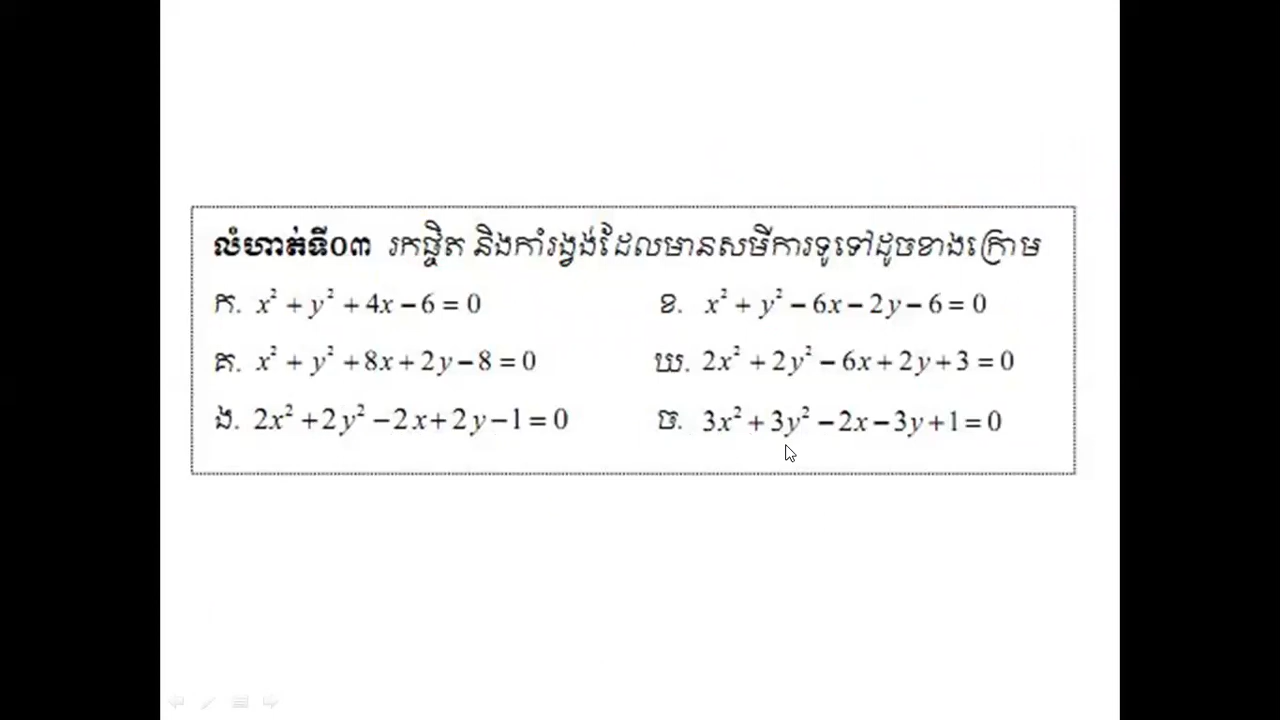 លំហាត់ទី០៣ រកផ្ចិត និងកាំរង្វង់ដែលមានសមីការទូទៅដូចខាងក្រោម
ក. x² + y² + 4x − 6 = 0 ខ. x² + y² − 6x − 2y − 6 = 0
គ. x² + y² + 8x + 2y − 8 = 0 ឃ. 2x² + 2y² − 6x + 2y + 3 = 0
ង. 2x² + 2y² − 2x + 2y − 1 = 0 ច. 3x² + 3y² − 2x − 3y + 1 = 0